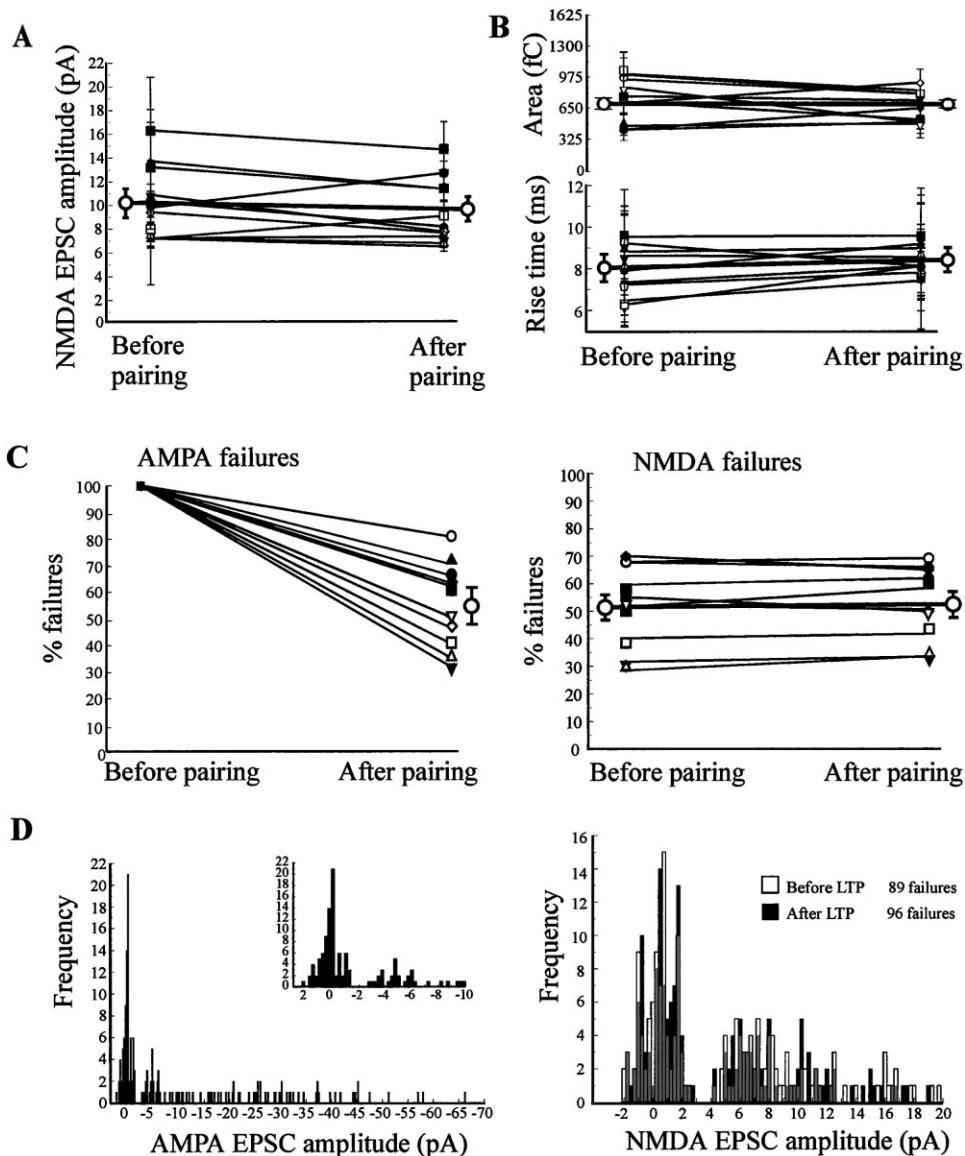 A
NMDA EPSC amplitude (pA)
22
20
18
16
14
12
10
8
6
4
2
0
Before
pairing
After
pairing
B
Area (fC)
1625
1300
975
650
325
0
Rise time (ms)
12
10
8
6
Before pairing
After pairing
C
AMPA failures
% failures
100
90
80
70
60
50
40
30
20
10
0
Before pairing
After pairing
NMDA failures
% failures
100
90
80
70
60
50
40
30
20
10
0
Before pairing
After pairing
D
Frequency
22
20
18
16
14
12
10
8
6
4
2
0
0 -5 -10 -15 -20 -25 -30 -35 -40 -45 -50 -55 -60 -65 -70
AMPA EPSC amplitude (pA)
22
20
18
16
14
12
10
8
6
4
2
0
2 0 -2 -4 -6 -8 -10
Frequency
16
14
12
10
8
6
4
2
0
Before LTP 89 failures
After LTP 96 failures
-2 0 2 4 6 8 10 12 14 16 18 20
NMDA EPSC amplitude (pA)